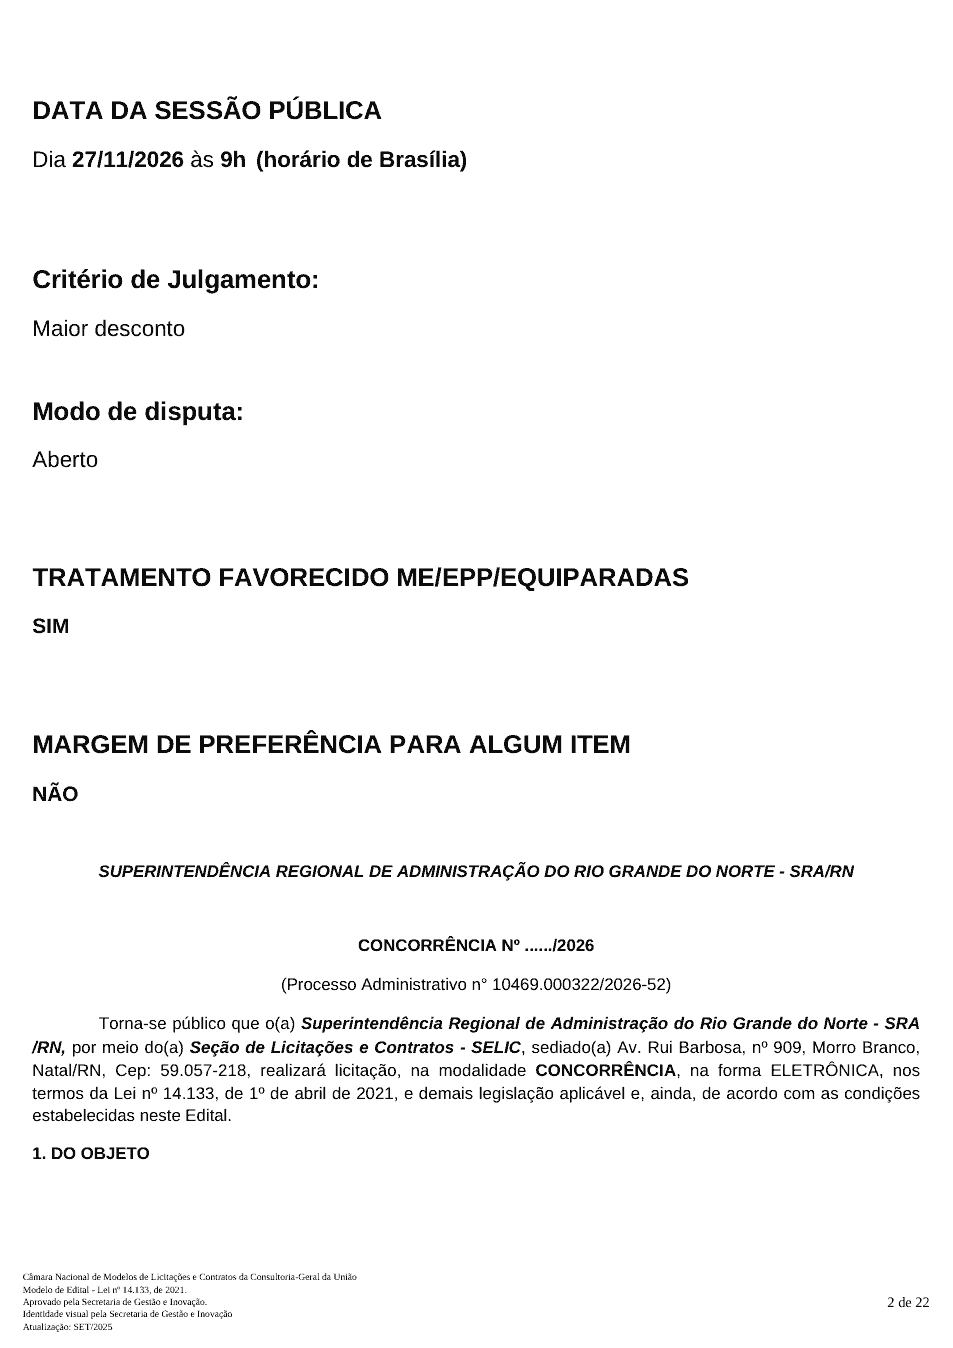 DATA DA SESSÃO PÚBLICA
Dia 27/11/2026 às 9h (horário de Brasília)
Critério de Julgamento:
Maior desconto
Modo de disputa:
Aberto
TRATAMENTO FAVORECIDO ME/EPP/EQUIPARADAS
SIM
MARGEM DE PREFERÊNCIA PARA ALGUM ITEM
NÃO
SUPERINTENDÊNCIA REGIONAL DE ADMINISTRAÇÃO DO RIO GRANDE DO NORTE - SRA/RN
CONCORRÊNCIA Nº ....../2026
(Processo Administrativo n° 10469.000322/2026-52)
Torna-se público que o(a) Superintendência Regional de Administração do Rio Grande do Norte - SRA
/RN, por meio do(a) Seção de Licitações e Contratos - SELIC, sediado(a) Av. Rui Barbosa, nº 909, Morro Branco,
Natal/RN, Cep: 59.057-218, realizará licitação, na modalidade CONCORRÊNCIA, na forma ELETRÔNICA, nos
termos da Lei nº 14.133, de 1º de abril de 2021, e demais legislação aplicável e, ainda, de acordo com as condições
estabelecidas neste Edital.
1. DO OBJETO
Câmara Nacional de Modelos de Licitações e Contratos da Consultoria-Geral da União
Modelo de Edital - Lei nº 14.133, de 2021.
Aprovado pela Secretaria de Gestão e Inovação.
Identidade visual pela Secretaria de Gestão e Inovação
Atualização: SET/2025
2 de 22